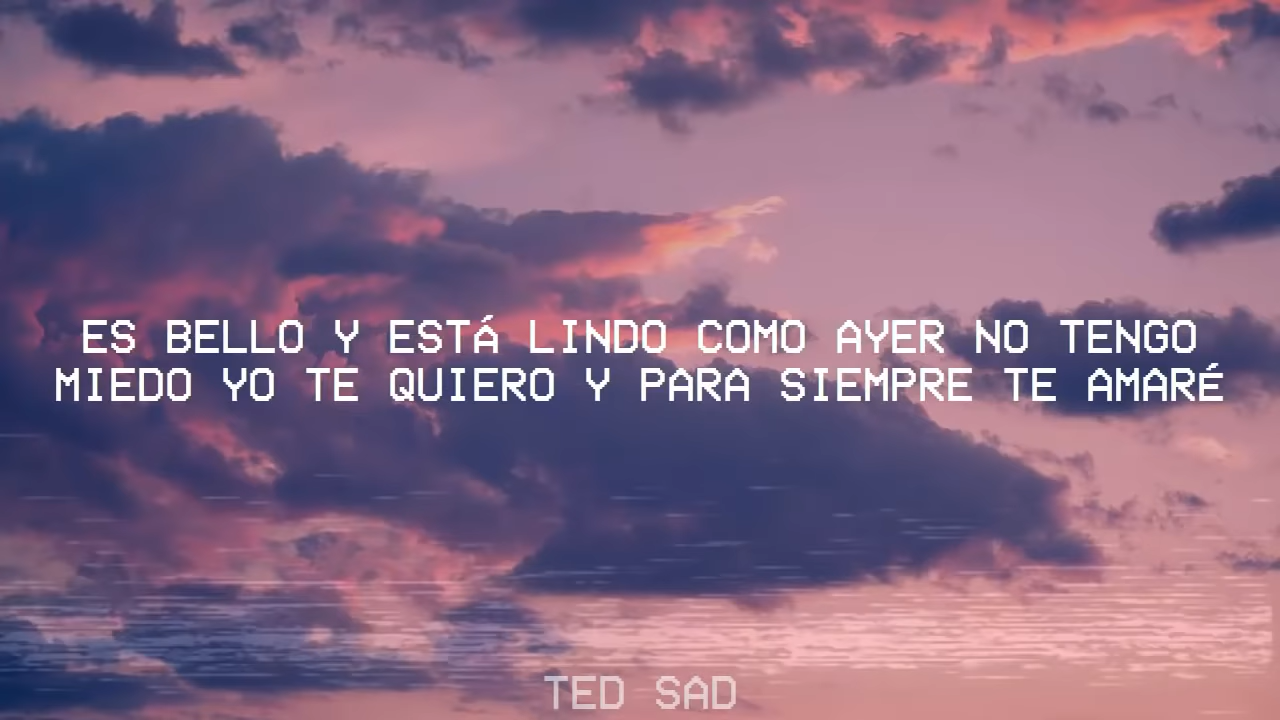 ES BELLO Y ESTÁ LINDO COMO AYER NO TENGO
MIEDO YO TE QUIERO Y PARA SIEMPRE TE AMARÉ
TED SAD